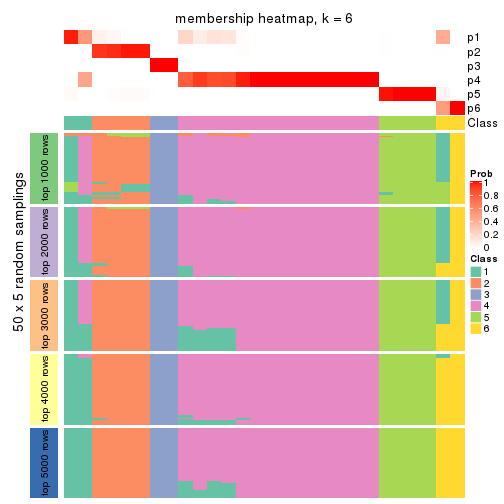 membership heatmap, k = 6
p1
p2
p3
p4
p5
p6
Class
50 x 5 random samplings
top 1000 rows
top 2000 rows
top 3000 rows
top 4000 rows
top 5000 rows
Prob
1
0.8
0.6
0.4
0.2
0
Class
1
2
3
4
5
6